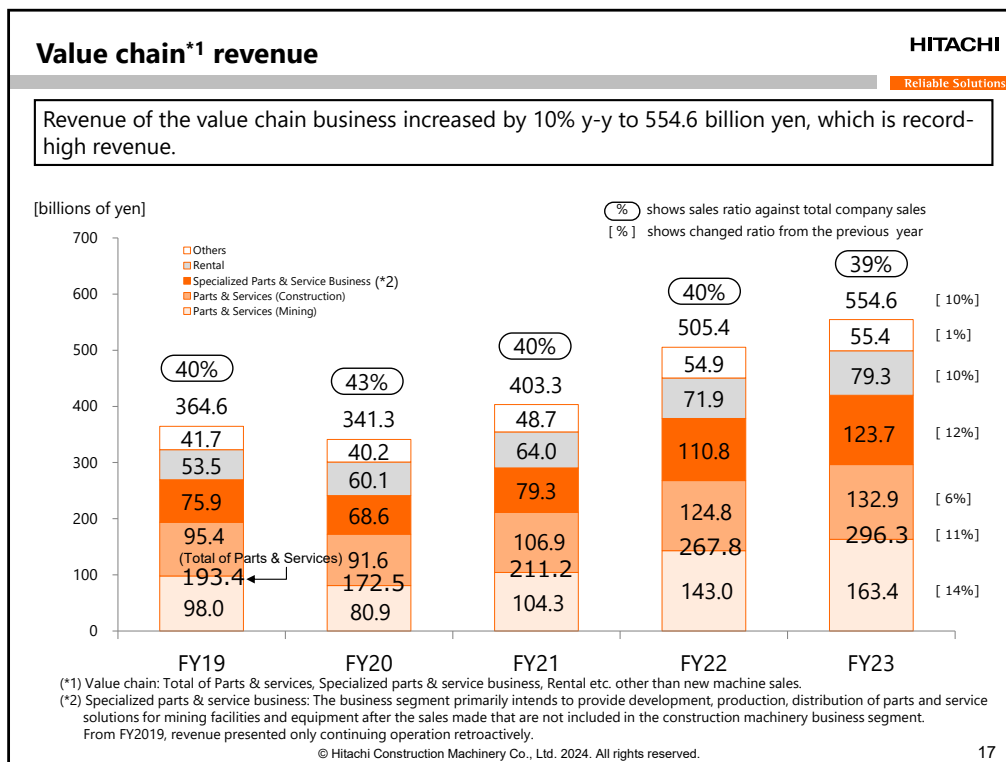 Value chain*1 revenue
HITACHI
Reliable Solutions
Revenue of the value chain business increased by 10% y-y to 554.6 billion yen, which is record-
high revenue.
[billions of yen]
% shows sales ratio against total company sales
[ % ] shows changed ratio from the previous year
700
600
500
400
300
200
100
0
Others
Rental
Specialized Parts & Service Business (*2)
Parts & Services (Construction)
Parts & Services (Mining)
40%
364.6
41.7
53.5
75.9
95.4
(Total of Parts & Services)
193.4
98.0
43%
341.3
40.2
60.1
68.6
91.6
172.5
80.9
40%
403.3
48.7
64.0
79.3
106.9
211.2
104.3
40%
505.4
54.9
71.9
110.8
124.8
267.8
143.0
39%
554.6
55.4
79.3
123.7
132.9
296.3
163.4
[ 10%]
[ 1%]
[ 10%]
[ 12%]
[ 6%]
[ 11%]
[ 14%]
FY19 FY20 FY21 FY22 FY23
(*1) Value chain: Total of Parts & services, Specialized parts & service business, Rental etc. other than new machine sales.
(*2) Specialized parts & service business: The business segment primarily intends to provide development, production, distribution of parts and service
solutions for mining facilities and equipment after the sales made that are not included in the construction machinery business segment.
From FY2019, revenue presented only continuing operation retroactively.
© Hitachi Construction Machinery Co., Ltd. 2024. All rights reserved.
17